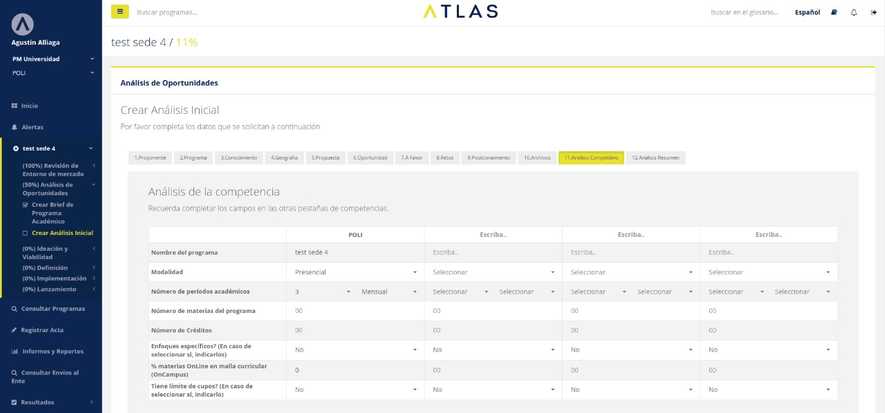 Buscar programas...
ATLAS
Buscar en el glosario...
Español
Agustin Alliaga
PM Universidad
POLI
Inicio
Alertas
test sede 4
(100%) Revisión de
Entorno de mercado
(50%) Análisis de
Oportunidades
Crear Brief de
Programa
Académico
Crear Análisis Inicial
(0%) Ideación y
Viabilidad
(0%) Definición
(0%) Implementación
(0%) Lanzamiento
Consultar Programas
Registrar Acta
Informes y Reportes
Consultar Envíos al
Ente
Resultados
test sede 4 / 11%
Análisis de Oportunidades
Crear Análisis Inicial
Por favor completa los datos que se solicitan a continuación
1.Proponente 2.Programa 3.Conocimiento 4.Geografía 5.Propuesta 6.Oportunidad 7.A Favor 8.Retos 9.Posicionamiento 10.Archivos 11.Análisis Competitivo 12.Análisis Resumen
Análisis de la competencia
Recuerda completar los campos en las otras pestañas de competencias.
POLI Escriba.. Escriba.. Escriba..
Nombre del programa test sede 4 Escriba.. Escriba.. Escriba..
Modalidad Presencial Seleccionar Seleccionar Seleccionar
Número de periodos académicos 3 Mensual Seleccionar Seleccionar Seleccionar Seleccionar Seleccionar Seleccionar
Número de materias del programa 00 00 00 00
Número de Créditos 00 00 00 00
Enfoques específicos? (En caso de
seleccionar sí, indicarlos) No No No No
% materias OnLine en malla curricular
(OnCampus) 0 00 00 00
Tiene límite de cupos? (En caso de
seleccionar sí, indicarlo) No No No No